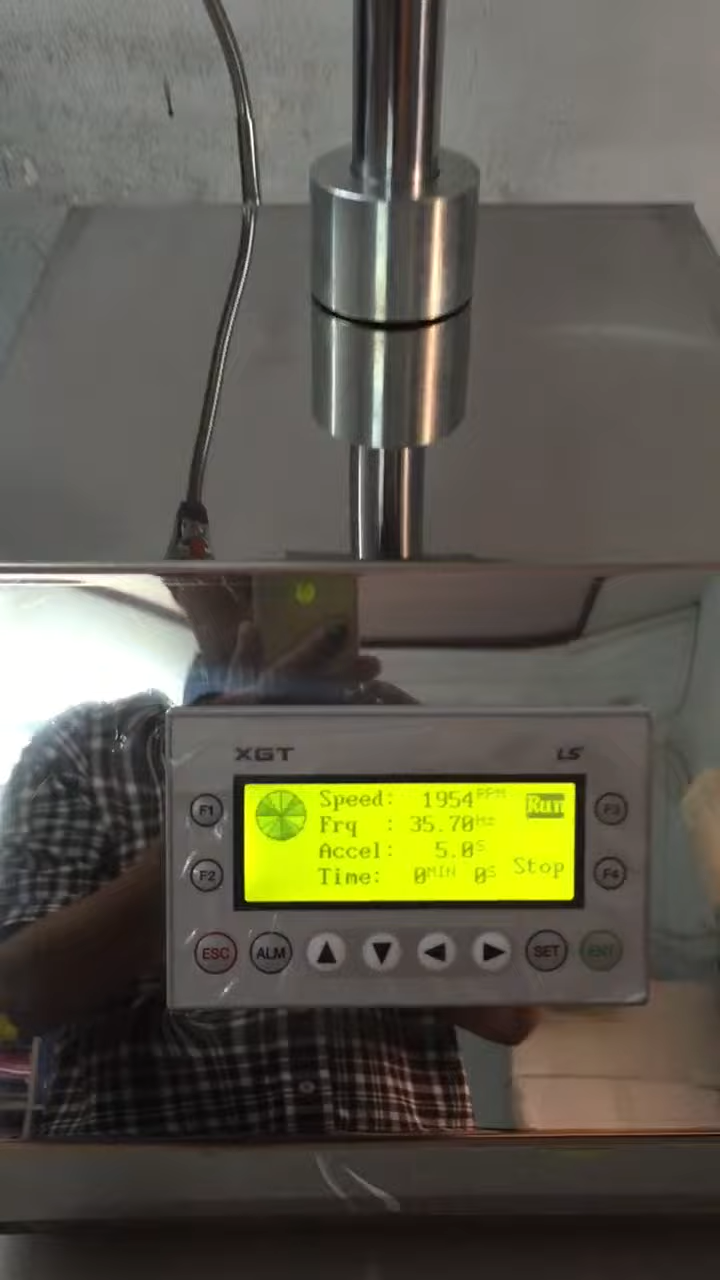 XGT LS
F1 Speed: 1954 RPM Run F3
Frq : 35.70 Hz
Accel: 5.0 S
F2 Time: 0 MIN 0 S Stop F4
ESC ALM SET ENT